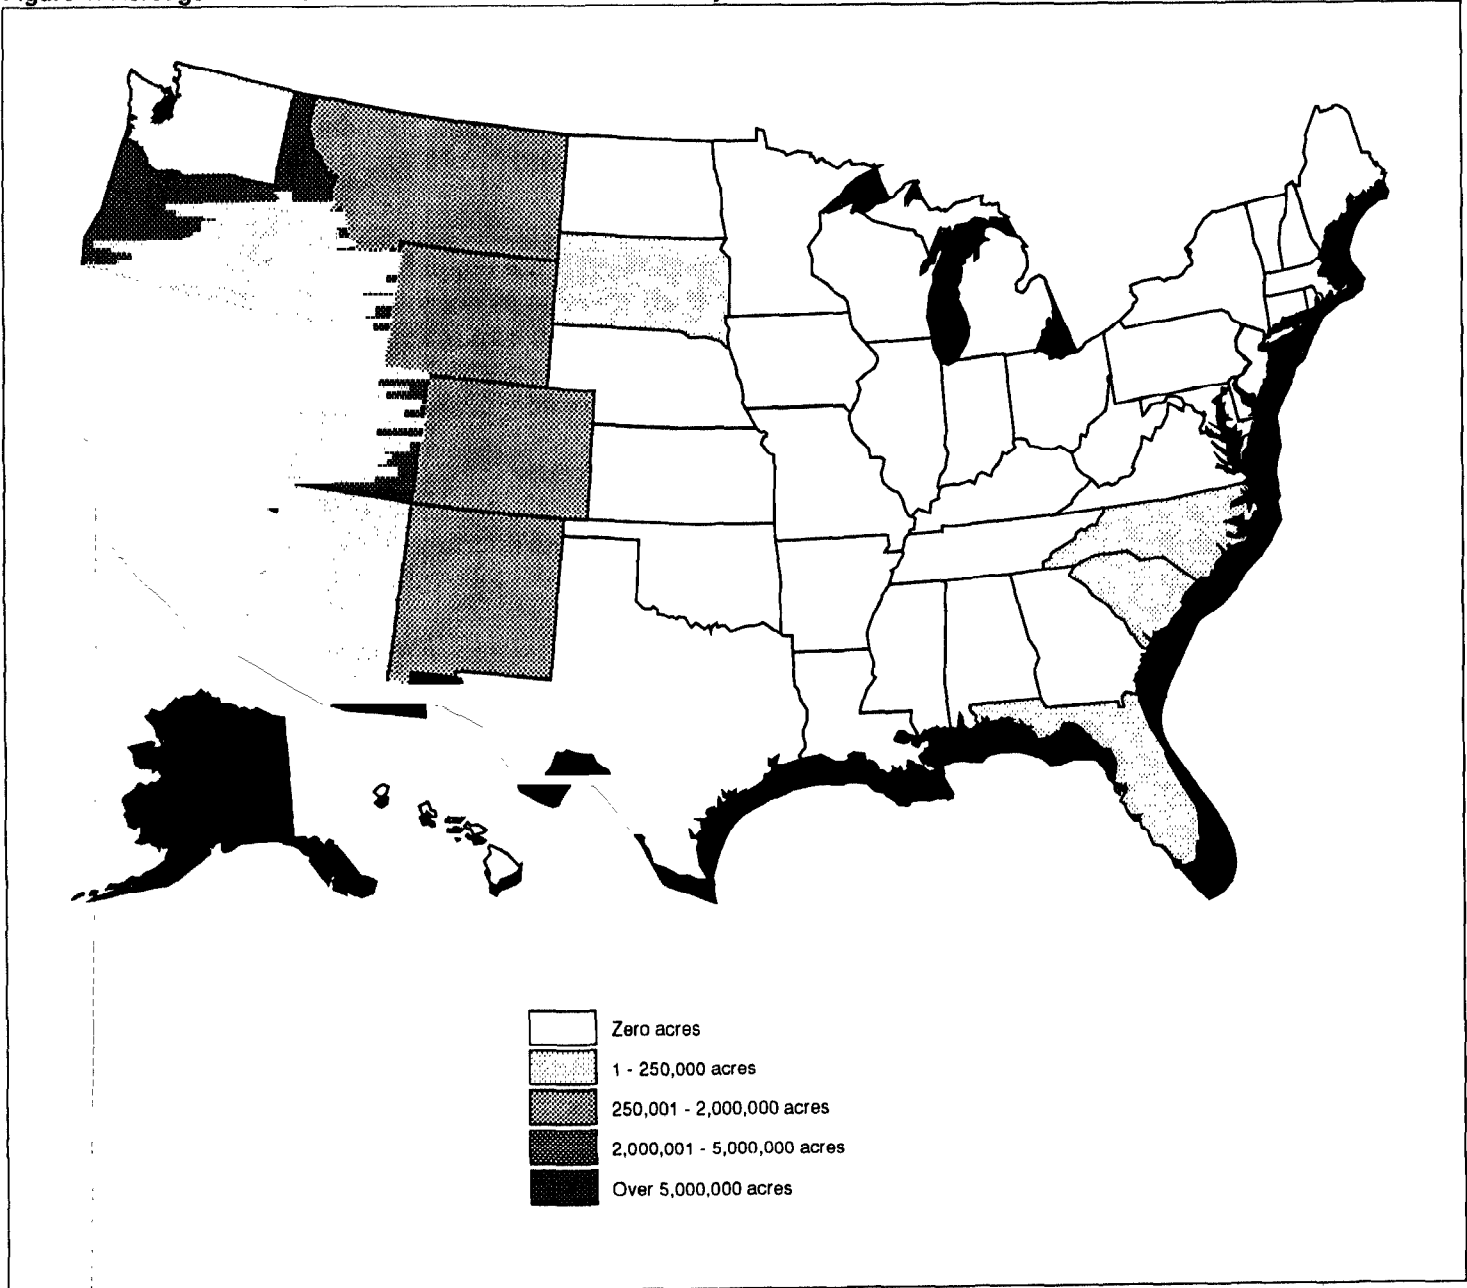 Zero acres
1 - 250,000 acres
250,001 - 2,000,000 acres
2,000,001 - 5,000,000 acres
Over 5,000,000 acres